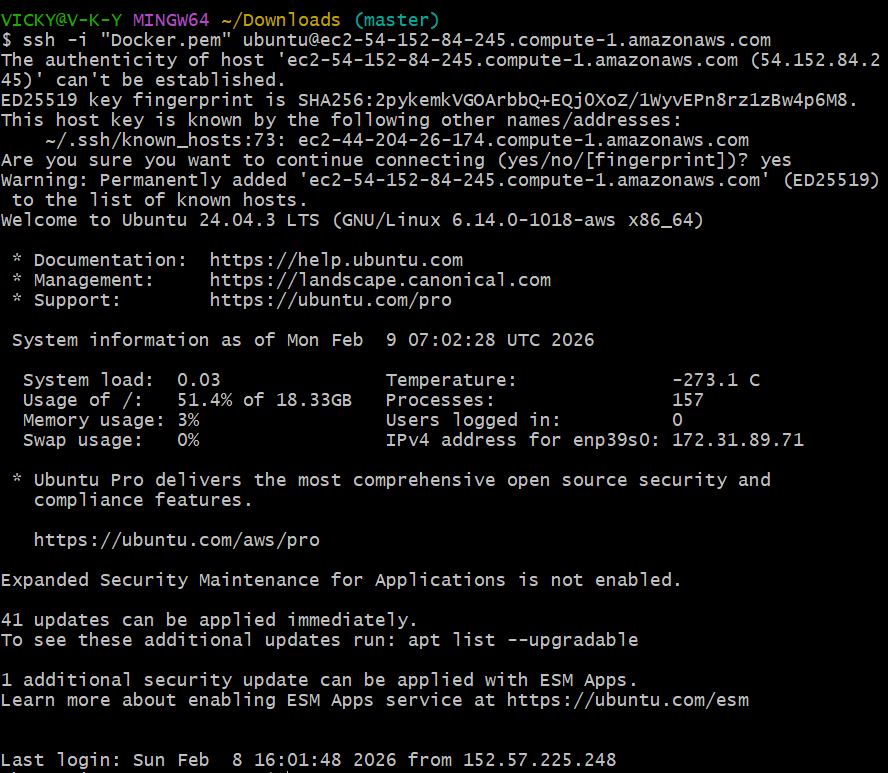 VICKY@V-K-Y MINGW64 ~/Downloads (master)
$ ssh -i "Docker.pem" ubuntu@ec2-54-152-84-245.compute-1.amazonaws.com
The authenticity of host 'ec2-54-152-84-245.compute-1.amazonaws.com (54.152.84.2
45)' can't be established.
ED25519 key fingerprint is SHA256:2pykemkVGOArbbQ+EQj0XoZ/1WyvEPn8rz1zBw4p6M8.
This host key is known by the following other names/addresses:
    ~/.ssh/known_hosts:73: ec2-44-204-26-174.compute-1.amazonaws.com
Are you sure you want to continue connecting (yes/no/[fingerprint])? yes
Warning: Permanently added 'ec2-54-152-84-245.compute-1.amazonaws.com' (ED25519)
 to the list of known hosts.
Welcome to Ubuntu 24.04.3 LTS (GNU/Linux 6.14.0-1018-aws x86_64)

 * Documentation:  https://help.ubuntu.com
 * Management:     https://landscape.canonical.com
 * Support:        https://ubuntu.com/pro

 System information as of Mon Feb  9 07:02:28 UTC 2026

  System load:  0.03               Temperature:              -273.1 C
  Usage of /:   51.4% of 18.33GB   Processes:                157
  Memory usage: 3%                 Users logged in:          0
  Swap usage:   0%                 IPv4 address for enp39s0: 172.31.89.71

 * Ubuntu Pro delivers the most comprehensive open source security and
   compliance features.

   https://ubuntu.com/aws/pro

Expanded Security Maintenance for Applications is not enabled.

41 updates can be applied immediately.
To see these additional updates run: apt list --upgradable

1 additional security update can be applied with ESM Apps.
Learn more about enabling ESM Apps service at https://ubuntu.com/esm


Last login: Sun Feb  8 16:01:48 2026 from 152.57.225.248